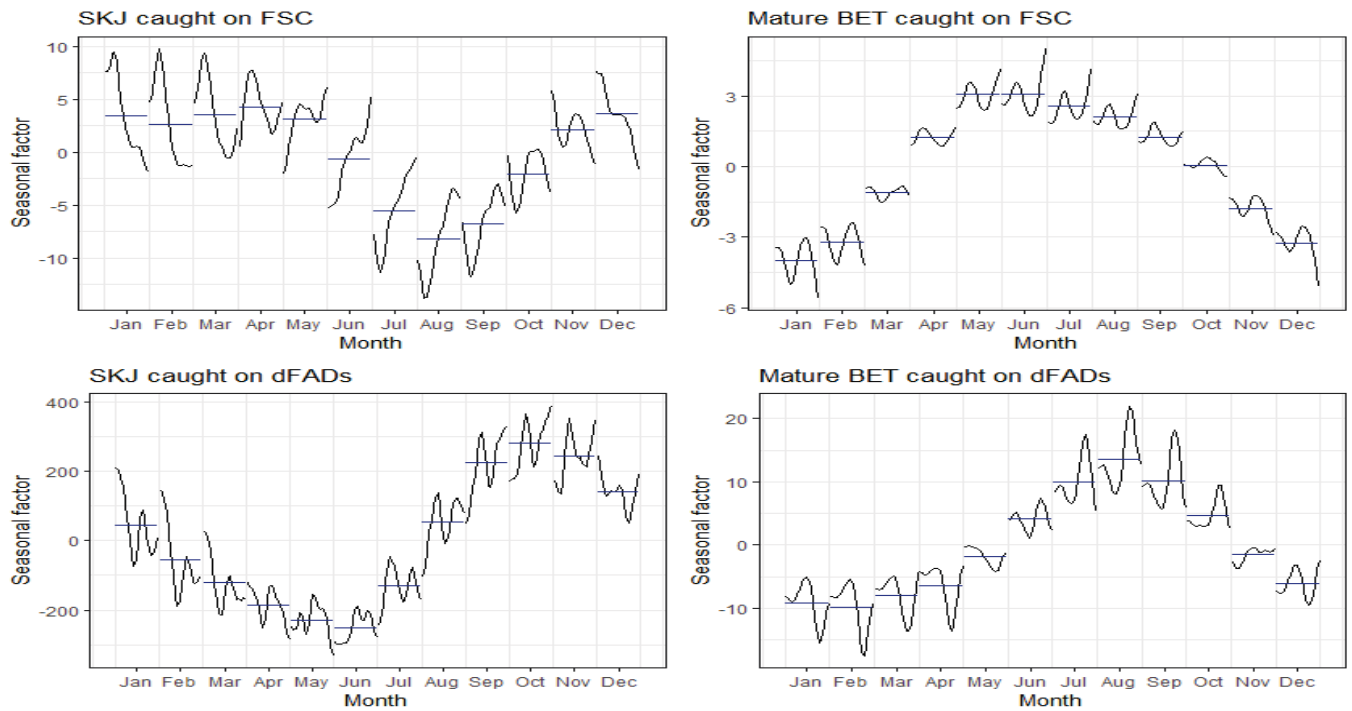 SKJ caught on FSC
10
5
0
-5
-10
Seasonal factor
Jan Feb Mar Apr May Jun Jul Aug Sep Oct Nov Dec
Month
Mature BET caught on FSC
3
0
-3
-6
Seasonal factor
Jan Feb Mar Apr May Jun Jul Aug Sep Oct Nov Dec
Month
SKJ caught on dFADs
400
200
0
-200
Seasonal factor
Jan Feb Mar Apr May Jun Jul Aug Sep Oct Nov Dec
Month
Mature BET caught on dFADs
20
10
0
-10
Seasonal factor
Jan Feb Mar Apr May Jun Jul Aug Sep Oct Nov Dec
Month